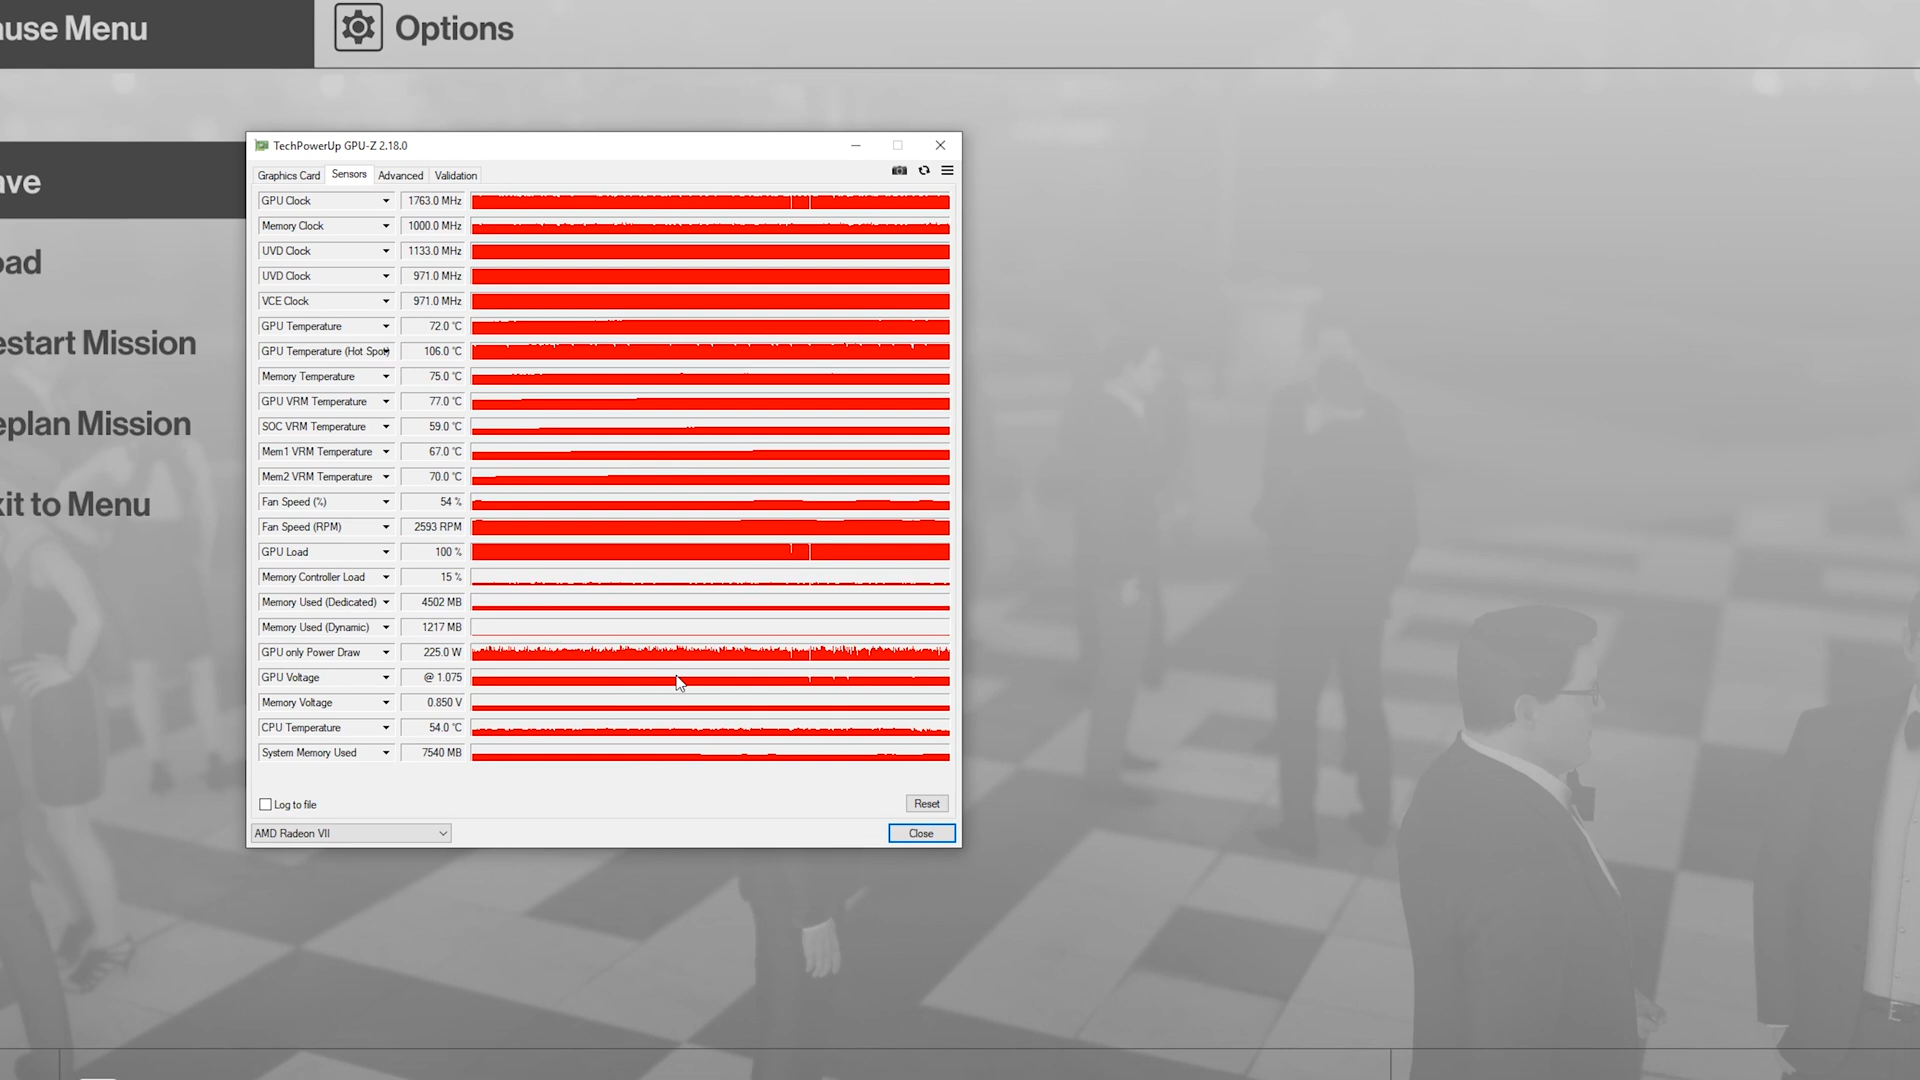 ause Menu
Options
TechPowerUp GPU-Z 2.18.0
Graphics Card
Sensors
Advanced
Validation
GPU Clock 1763.0 MHz
Memory Clock 1000.0 MHz
UVD Clock 1133.0 MHz
UVD Clock 971.0 MHz
VCE Clock 971.0 MHz
GPU Temperature 72.0 °C
GPU Temperature (Hot Spot) 106.0 °C
Memory Temperature 75.0 °C
GPU VRM Temperature 77.0 °C
SOC VRM Temperature 59.0 °C
Mem1 VRM Temperature 67.0 °C
Mem2 VRM Temperature 70.0 °C
Fan Speed (%) 54 %
Fan Speed (RPM) 2593 RPM
GPU Load 100 %
Memory Controller Load 15 %
Memory Used (Dedicated) 4502 MB
Memory Used (Dynamic) 1217 MB
GPU only Power Draw 225.0 W
GPU Voltage @ 1.075
Memory Voltage 0.850 V
CPU Temperature 54.0 °C
System Memory Used 7540 MB
Log to file
Reset
AMD Radeon VII
Close
ave
oad
estart Mission
eplan Mission
xit to Menu